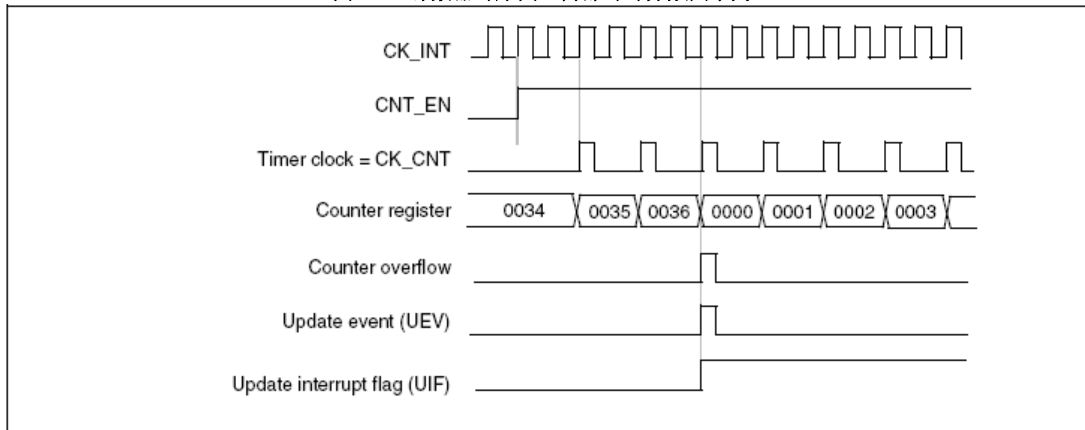 CK_INT
CNT_EN
Timer clock = CK_CNT
Counter register 0034 0035 0036 0000 0001 0002 0003
Counter overflow
Update event (UEV)
Update interrupt flag (UIF)